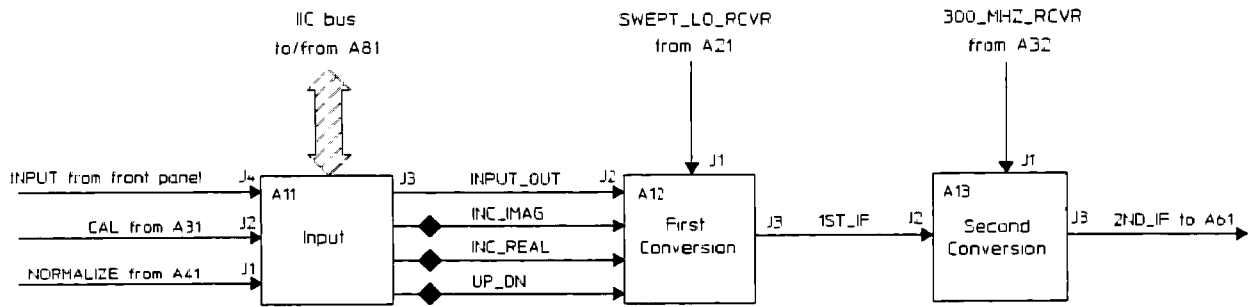 IIC bus
to/from A81
SWEPT_LO_RCVR
from A21
300_MHZ_RCVR
from A32
INPUT from front panel
J4
CAL from A31
J2
NORMALIZE from A41
J1
A11
Input
J3
INPUT_OUT
J2
INC_IMAG
INC_REAL
UP_DN
J1
A12
First
Conversion
J3
1ST_IF
J2
J1
A13
Second
Conversion
J3
2ND_IF to A61